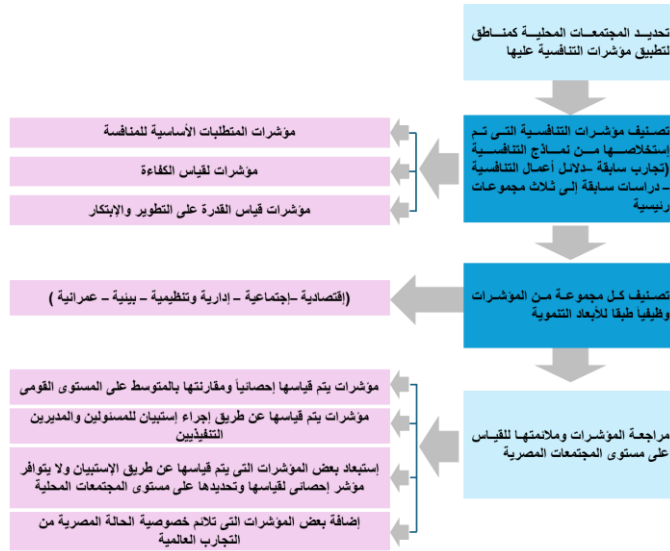 تحديد المجتمعات المحلية كمناطق
لتطبيق مؤشرات التنافسية عليها
تصنيف مؤشرات التنافسية التى تم
إستخلاصها من نماذج التنافسية
(تجارب سابقة –دلائل أعمال التنافسية
– دراسات سابقة إلى ثلاث مجموعات
رئيسية
مؤشرات المتطلبات الأساسية للمنافسة
مؤشرات لقياس الكفاءة
مؤشرات قياس القدرة على التطوير والإبتكار
تصنيف كل مجموعة من المؤشرات
وظيفياً طبقا للأبعاد التنموية
(إقتصادية –إجتماعية – إدارية وتنظيمية – بيئية – عمرانية )
مراجعة المؤشرات وملائمتها للقياس
على مستوى المجتمعات المصرية
مؤشرات يتم قياسها إحصائياً ومقارنتها بالمتوسط على المستوى القومى
مؤشرات يتم قياسها عن طريق إجراء إستبيان للمسئولين والمديرين
التنفيذيين
إستبعاد بعض المؤشرات التى يتم قياسها عن طريق الإستبيان ولا يتوافر
مؤشر إحصائى لقياسها وتحديدها على مستوى المجتمعات المحلية
إضافة بعض المؤشرات التى تلائم خصوصية الحالة المصرية من
التجارب العالمية